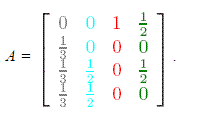 A = [ 0 0 1 1/2
1/3 0 0 0
1/3 1/2 0 1/2
1/3 1/2 0 0 ] .